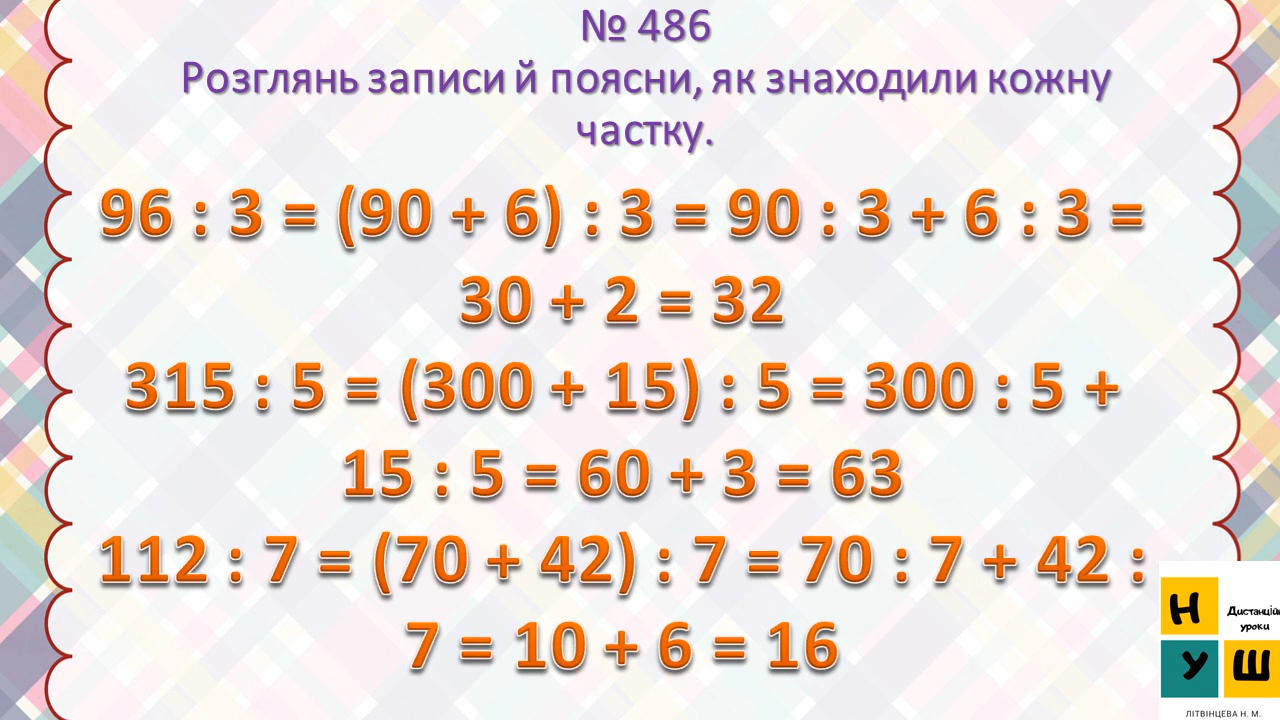 № 486
Розглянь записи й поясни, як знаходили кожну
частку.
96 : 3 = (90 + 6) : 3 = 90 : 3 + 6 : 3 =
30 + 2 = 32
315 : 5 = (300 + 15) : 5 = 300 : 5 +
15 : 5 = 60 + 3 = 63
112 : 7 = (70 + 42) : 7 = 70 : 7 + 42 :
7 = 10 + 6 = 16
Н
Дистанцій
уроки
У Ш
ЛІТВІНЦЕВА Н. М.